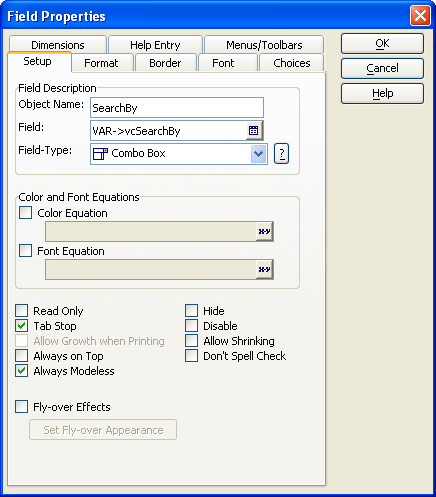 Field Properties
Dimensions Help Entry Menus/Toolbars
Setup Format Border Font Choices
OK
Cancel
Help
Field Description
Object Name: SearchBy
Field: VAR->vcSearchBy
Field-Type: Combo Box ?
Color and Font Equations
Color Equation
x=y
Font Equation
x=y
Read Only Hide
Tab Stop Disable
Allow Growth when Printing Allow Shrinking
Always on Top Don't Spell Check
Always Modeless
Fly-over Effects
Set Fly-over Appearance